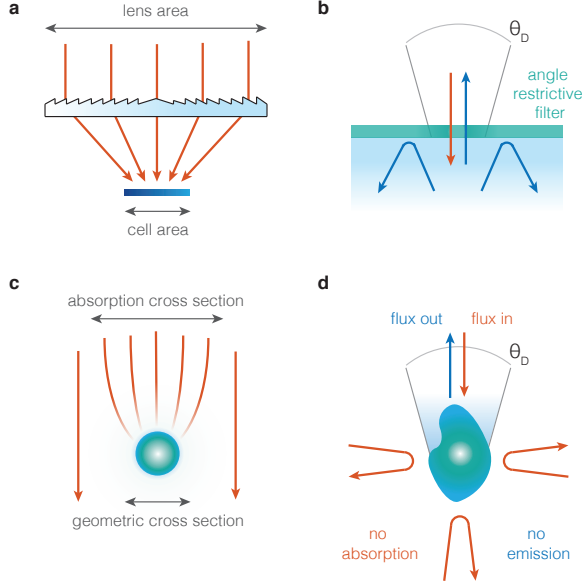 a
lens area
cell area
b
θD
angle
restrictive
filter
c
absorption cross section
geometric cross section
d
flux out
flux in
θD
no
absorption
no
emission